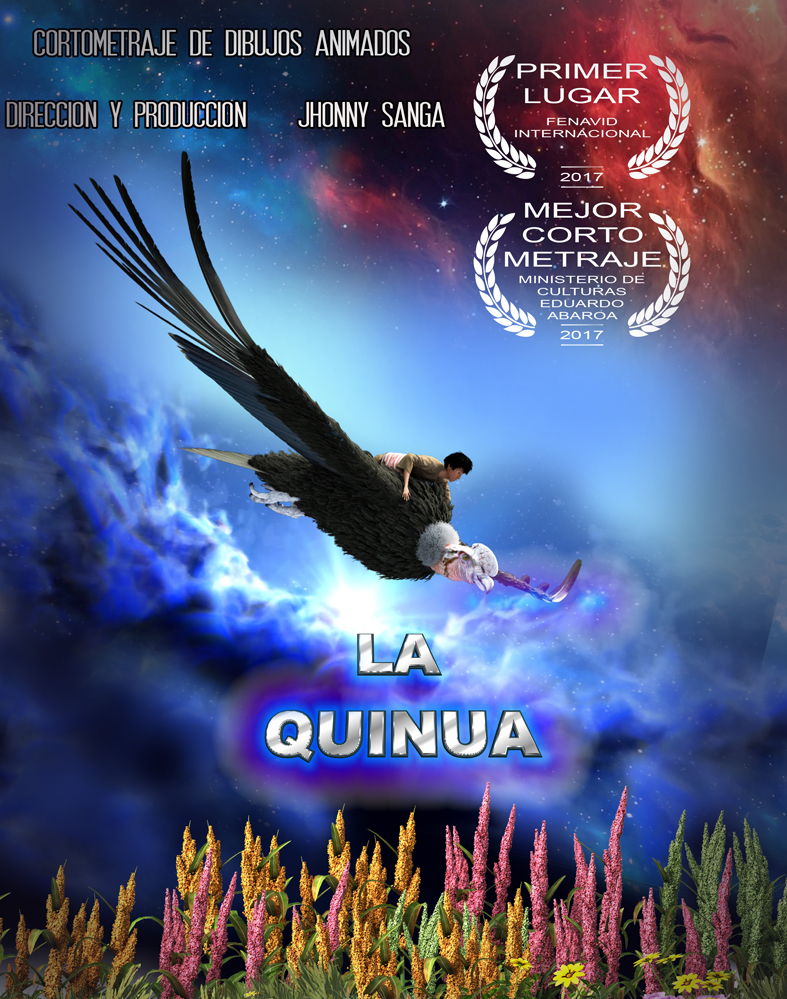 CORTOMETRAJE DE DIBUJOS ANIMADOS
DIRECCION Y PRODUCCION JHONNY SANGA
PRIMER
LUGAR
FENAVID
INTERNACIONAL
2017
MEJOR
CORTO
METRAJE
MINISTERIO DE
CULTURAS
EDUARDO
ABAROA
2017
LA
QUINUA